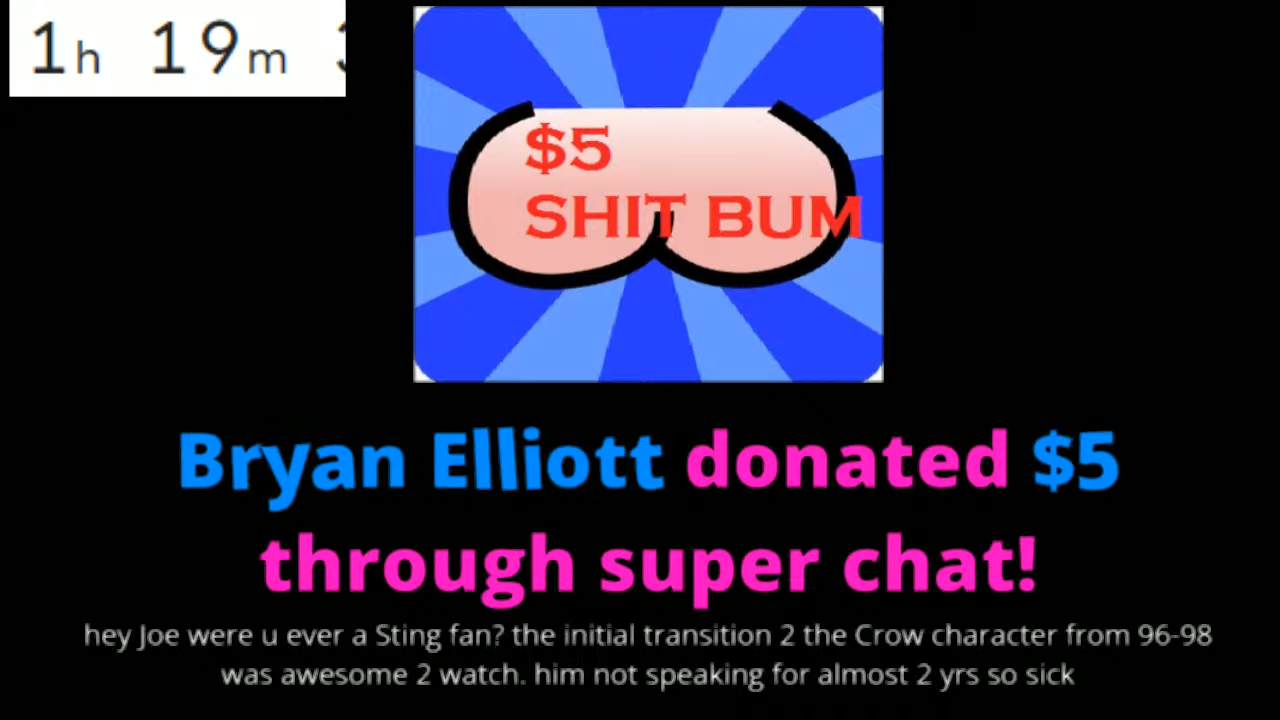 1h 19m
$5
SHIT BUM
Bryan Elliott donated $5
through super chat!
hey Joe were u ever a Sting fan? the initial transition 2 the Crow character from 96-98
was awesome 2 watch. him not speaking for almost 2 yrs so sick